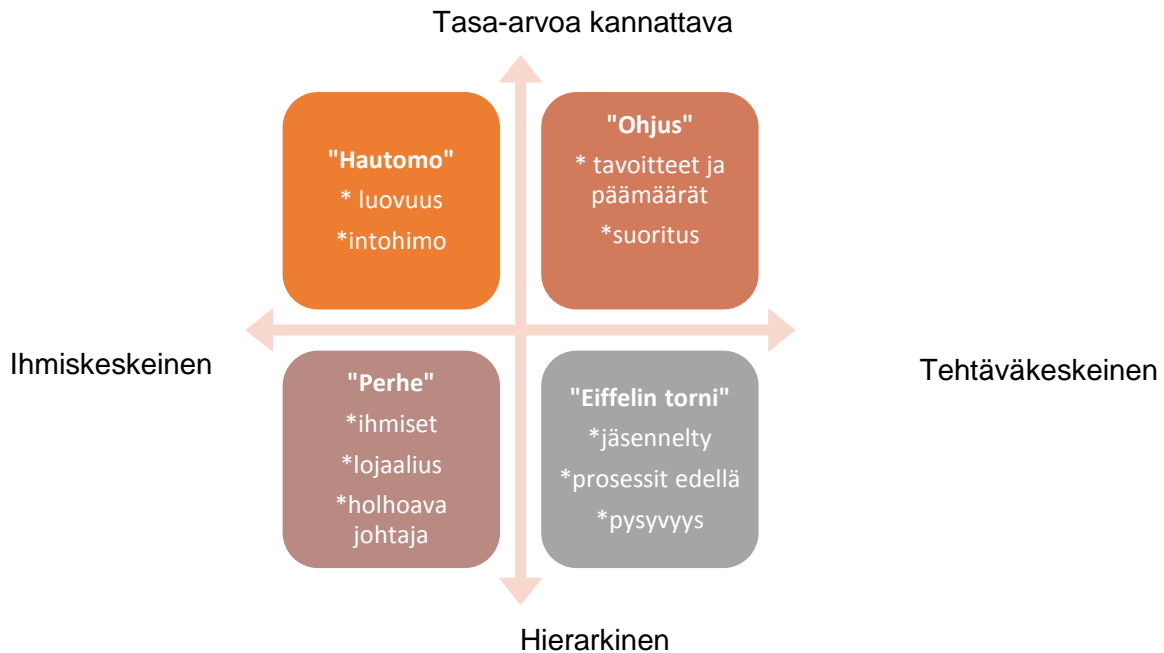 Tasa-arvoa kannattava
"Hautomo"
* luovuus
*intohimo
"Ohjus"
* tavoitteet ja
päämäärät
*suoritus
Ihmiskeskeinen
Tehtäväkeskeinen
"Perhe"
*ihmiset
*lojaalius
*holhoava
johtaja
"Eiffelin torni"
*jäsennelty
*prosessit edellä
*pysyvyys
Hierarkinen